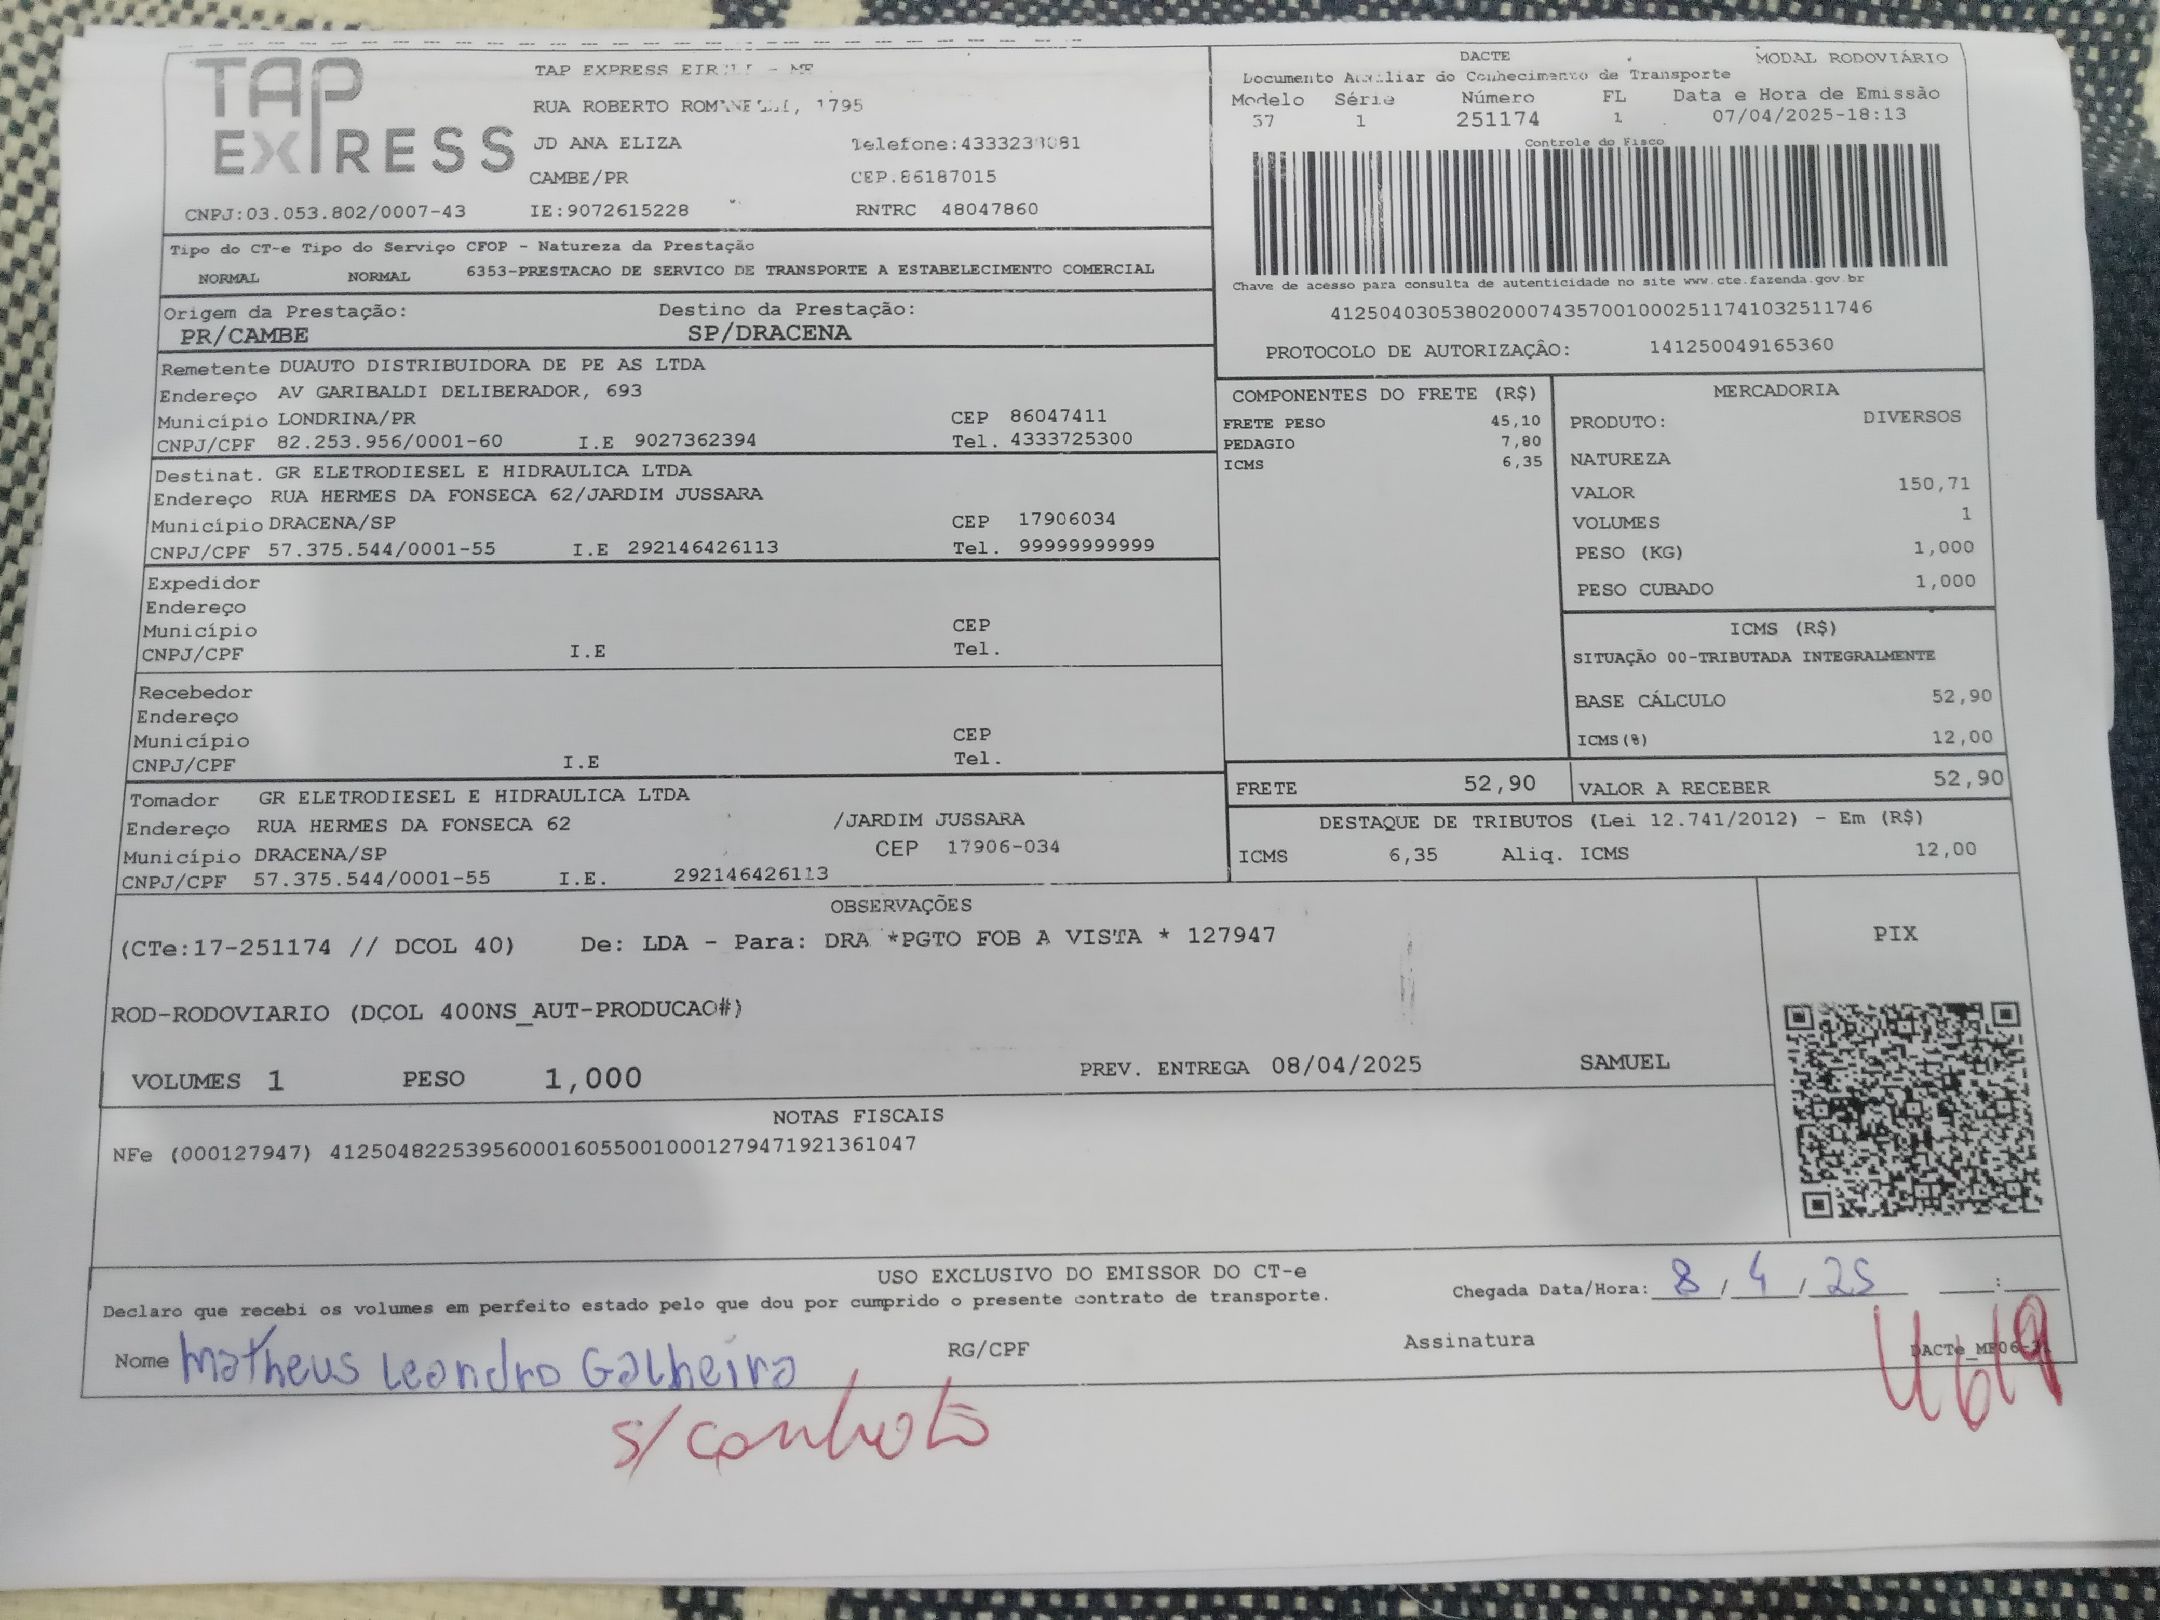 TAP EXPRESS
TAP EXPRESS EIRELI - ME
RUA ROBERTO ROMANELLI, 1795
JD ANA ELIZA Telefone:4333233081
CAMBE/PR CEP.86187015
CNPJ:03.053.802/0007-43 IE:9072615228 RNTRC 48047860
DACTE MODAL RODOVIÁRIO
Documento Auxiliar do Conhecimento de Transporte
Modelo Série Número FL Data e Hora de Emissão
57 1 251174 1 07/04/2025-18:13
Controle do Fisco
Chave de acesso para consulta de autenticidade no site www.cte.fazenda.gov.br
41250403053802000743570010002511741032511746
PROTOCOLO DE AUTORIZAÇÃO: 141250049165360
Tipo do CT-e Tipo do Serviço CFOP - Natureza da Prestação
NORMAL NORMAL 6353-PRESTACAO DE SERVICO DE TRANSPORTE A ESTABELECIMENTO COMERCIAL
Origem da Prestação: Destino da Prestação:
PR/CAMBE SP/DRACENA
Remetente DUAUTO DISTRIBUIDORA DE PE AS LTDA
Endereço AV GARIBALDI DELIBERADOR, 693
Município LONDRINA/PR CEP 86047411
CNPJ/CPF 82.253.956/0001-60 I.E 9027362394 Tel. 4333725300
Destinat. GR ELETRODIESEL E HIDRAULICA LTDA
Endereço RUA HERMES DA FONSECA 62/JARDIM JUSSARA
Município DRACENA/SP CEP 17906034
CNPJ/CPF 57.375.544/0001-55 I.E 292146426113 Tel. 99999999999
Expedidor
Endereço
Município CEP
CNPJ/CPF I.E Tel.
Recebedor
Endereço
Município CEP
CNPJ/CPF I.E Tel.
Tomador GR ELETRODIESEL E HIDRAULICA LTDA
Endereço RUA HERMES DA FONSECA 62 /JARDIM JUSSARA
Município DRACENA/SP CEP 17906-034
CNPJ/CPF 57.375.544/0001-55 I.E. 292146426113
COMPONENTES DO FRETE (R$)
FRETE PESO 45,10
PEDAGIO 7,80
ICMS 6,35
MERCADORIA
PRODUTO: DIVERSOS
NATUREZA
VALOR 150,71
VOLUMES 1
PESO (KG) 1,000
PESO CUBADO 1,000
ICMS (R$)
SITUAÇÃO 00-TRIBUTADA INTEGRALMENTE
BASE CÁLCULO 52,90
ICMS(%) 12,00
FRETE 52,90 VALOR A RECEBER 52,90
DESTAQUE DE TRIBUTOS (Lei 12.741/2012) - Em (R$)
ICMS 6,35 Aliq. ICMS 12,00
OBSERVAÇÕES
(CTe:17-251174 // DCOL 40) De: LDA - Para: DRA *PGTO FOB A VISTA * 127947
ROD-RODOVIARIO (DCOL 400NS_AUT-PRODUCAO#)
VOLUMES 1 PESO 1,000 PREV. ENTREGA 08/04/2025 SAMUEL
PIX
NOTAS FISCAIS
NFe (000127947) 41250482253956000160550010001279471921361047
USO EXCLUSIVO DO EMISSOR DO CT-e
Declaro que recebi os volumes em perfeito estado pelo que dou por cumprido o presente contrato de transporte.
Chegada Data/Hora: 8/4/25 :
Nome Matheus Leandro Galheira RG/CPF Assinatura
s/canhoto